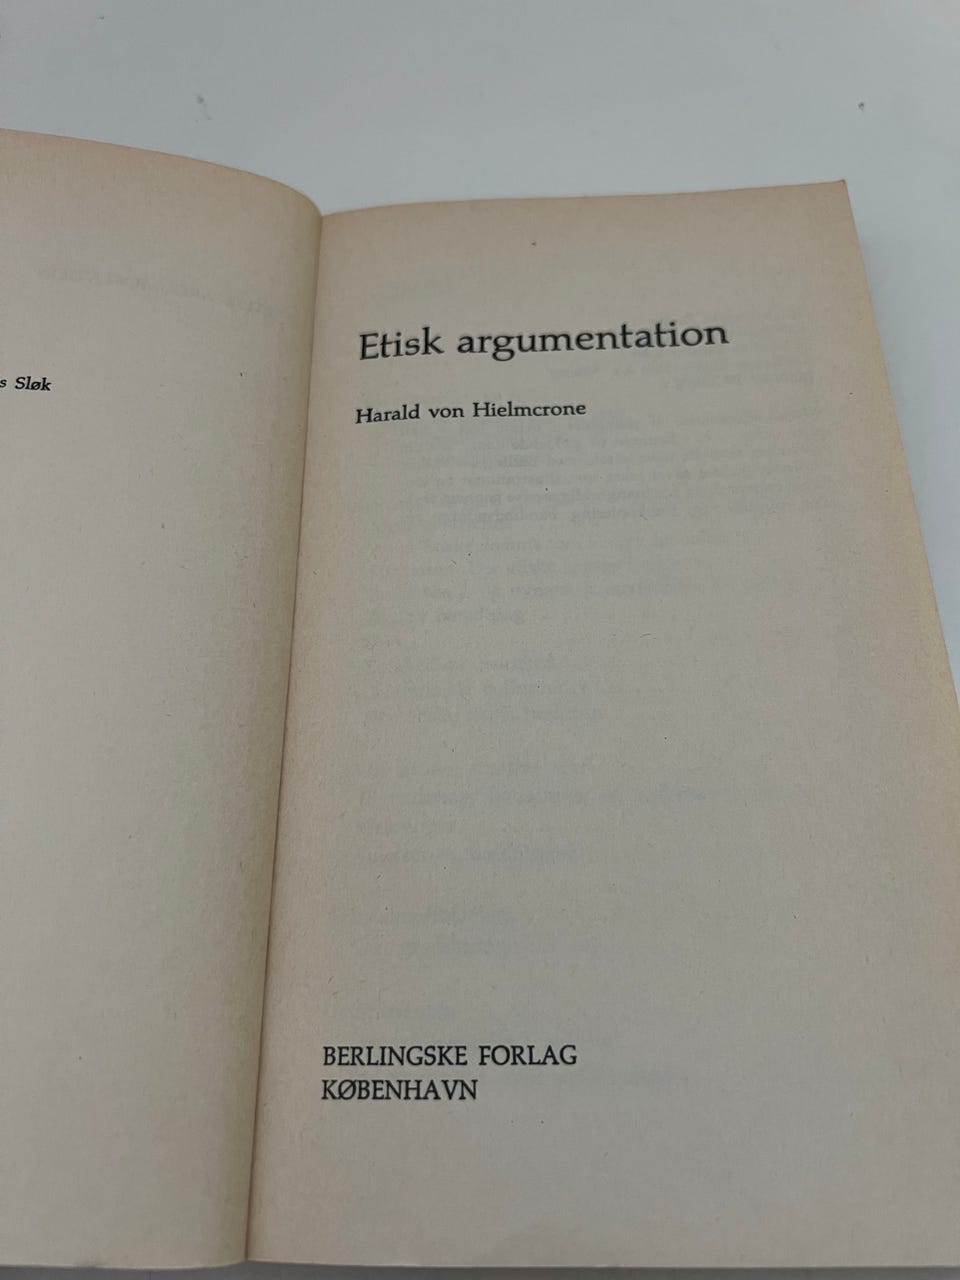 s Sløk
Etisk argumentation
Harald von Hielmcrone
BERLINGSKE FORLAG
KØBENHAVN